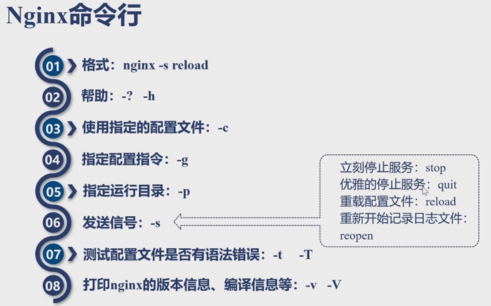 Nginx命令行
01 格式：nginx -s reload
02 帮助：-? -h
03 使用指定的配置文件：-c
04 指定配置指令：-g
05 指定运行目录：-p
06 发送信号：-s
07 测试配置文件是否有语法错误：-t -T
08 打印nginx的版本信息、编译信息等：-v -V
立刻停止服务：stop
优雅的停止服务：quit
重载配置文件：reload
重新开始记录日志文件：
reopen